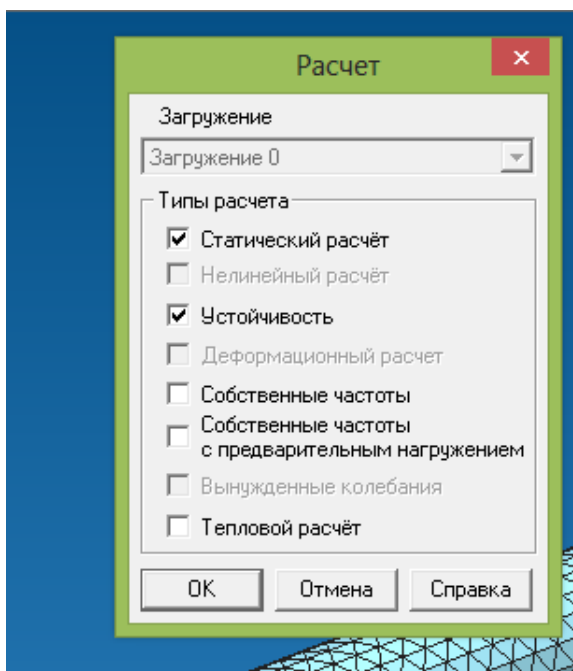 Расчет
Загружение
Загружение 0
Типы расчета
Статический расчёт
Нелинейный расчёт
Устойчивость
Деформационный расчет
Собственные частоты
Собственные частоты
с предварительным нагружением
Вынужденные колебания
Тепловой расчёт
OK Отмена Справка